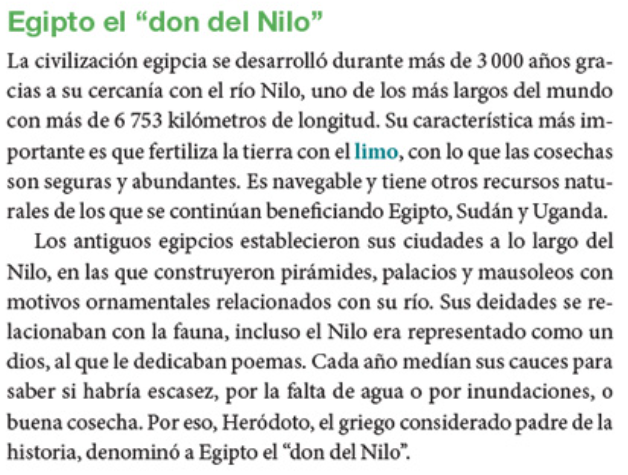 Egipto el “don del Nilo”
La civilización egipcia se desarrolló durante más de 3 000 años gra-
cias a su cercanía con el río Nilo, uno de los más largos del mundo
con más de 6 753 kilómetros de longitud. Su característica más im-
portante es que fertiliza la tierra con el limo, con lo que las cosechas
son seguras y abundantes. Es navegable y tiene otros recursos natu-
rales de los que se continúan beneficiando Egipto, Sudán y Uganda.
Los antiguos egipcios establecieron sus ciudades a lo largo del
Nilo, en las que construyeron pirámides, palacios y mausoleos con
motivos ornamentales relacionados con su río. Sus deidades se re-
lacionaban con la fauna, incluso el Nilo era representado como un
dios, al que le dedicaban poemas. Cada año medían sus cauces para
saber si habría escasez, por la falta de agua o por inundaciones, o
buena cosecha. Por eso, Heródoto, el griego considerado padre de la
historia, denominó a Egipto el “don del Nilo”.